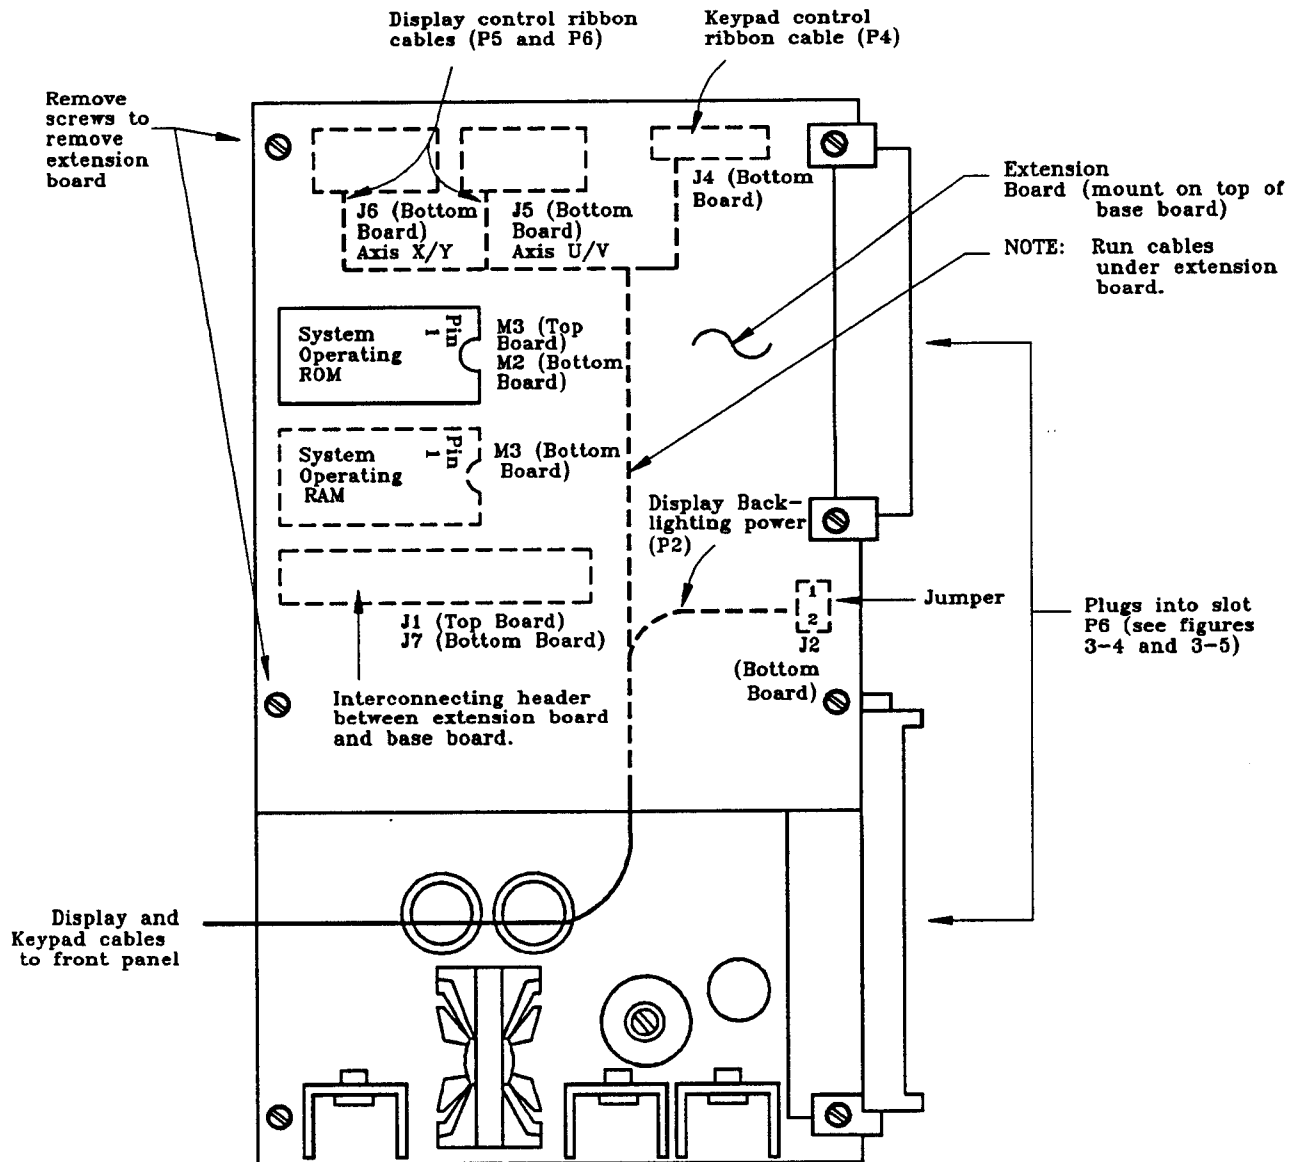 Display control ribbon
cables (P5 and P6)
Keypad control
ribbon cable (P4)
Remove
screws to
remove
extension
board
J4 (Bottom
Board)
Extension
Board (mount on top of
base board)
J6 (Bottom
Board)
Axis X/Y
J5 (Bottom
Board)
Axis U/V
NOTE: Run cables
under extension
board.
System
Operating
ROM
Pin
1
M3 (Top
Board)
M2 (Bottom
Board)
System
Operating
RAM
Pin
1
M3 (Bottom
Board)
Display Back-
lighting power
(P2)
1
2
J2
(Bottom
Board)
Jumper
Plugs into slot
P6 (see figures
3-4 and 3-5)
J1 (Top Board)
J7 (Bottom Board)
Interconnecting header
between extension board
and base board.
Display and
Keypad cables
to front panel